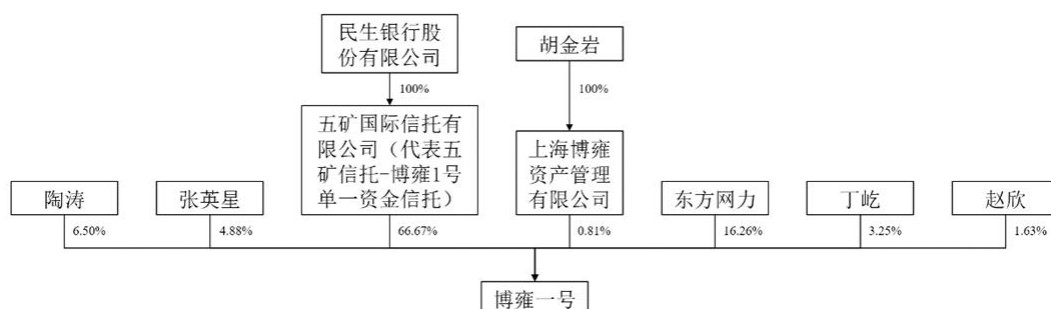 民生银行股
份有限公司
胡金岩
100%
100%
五矿国际信托有
限公司（代表五
矿信托-博雍1号
单一资金信托）
上海博雍
资产管理
有限公司
陶涛
张英星
东方网力
丁屹
赵欣
6.50%
4.88%
66.67%
0.81%
16.26%
3.25%
1.63%
博雍一号